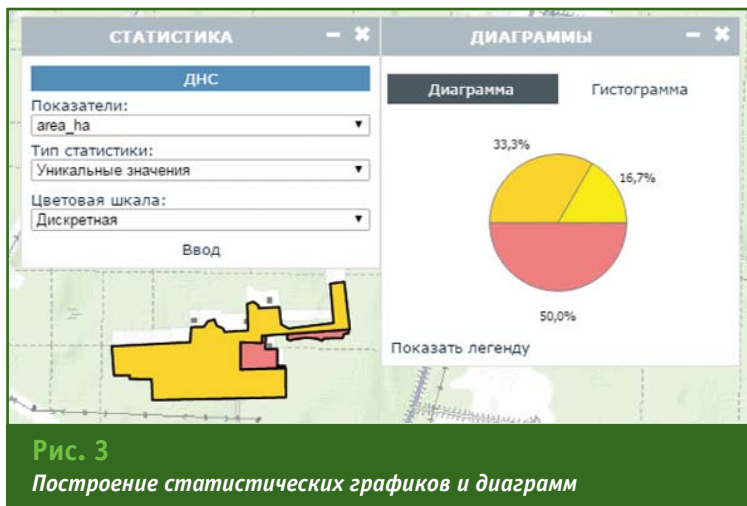 СТАТИСТИКА
ДНС
Показатели:
area_ha
Тип статистики:
Уникальные значения
Цветовая шкала:
Дискретная
Ввод
ДИАГРАММЫ
Диаграмма
Гистограмма
33,3%
16,7%
50,0%
Показать легенду
Рис. 3
Построение статистических графиков и диаграмм